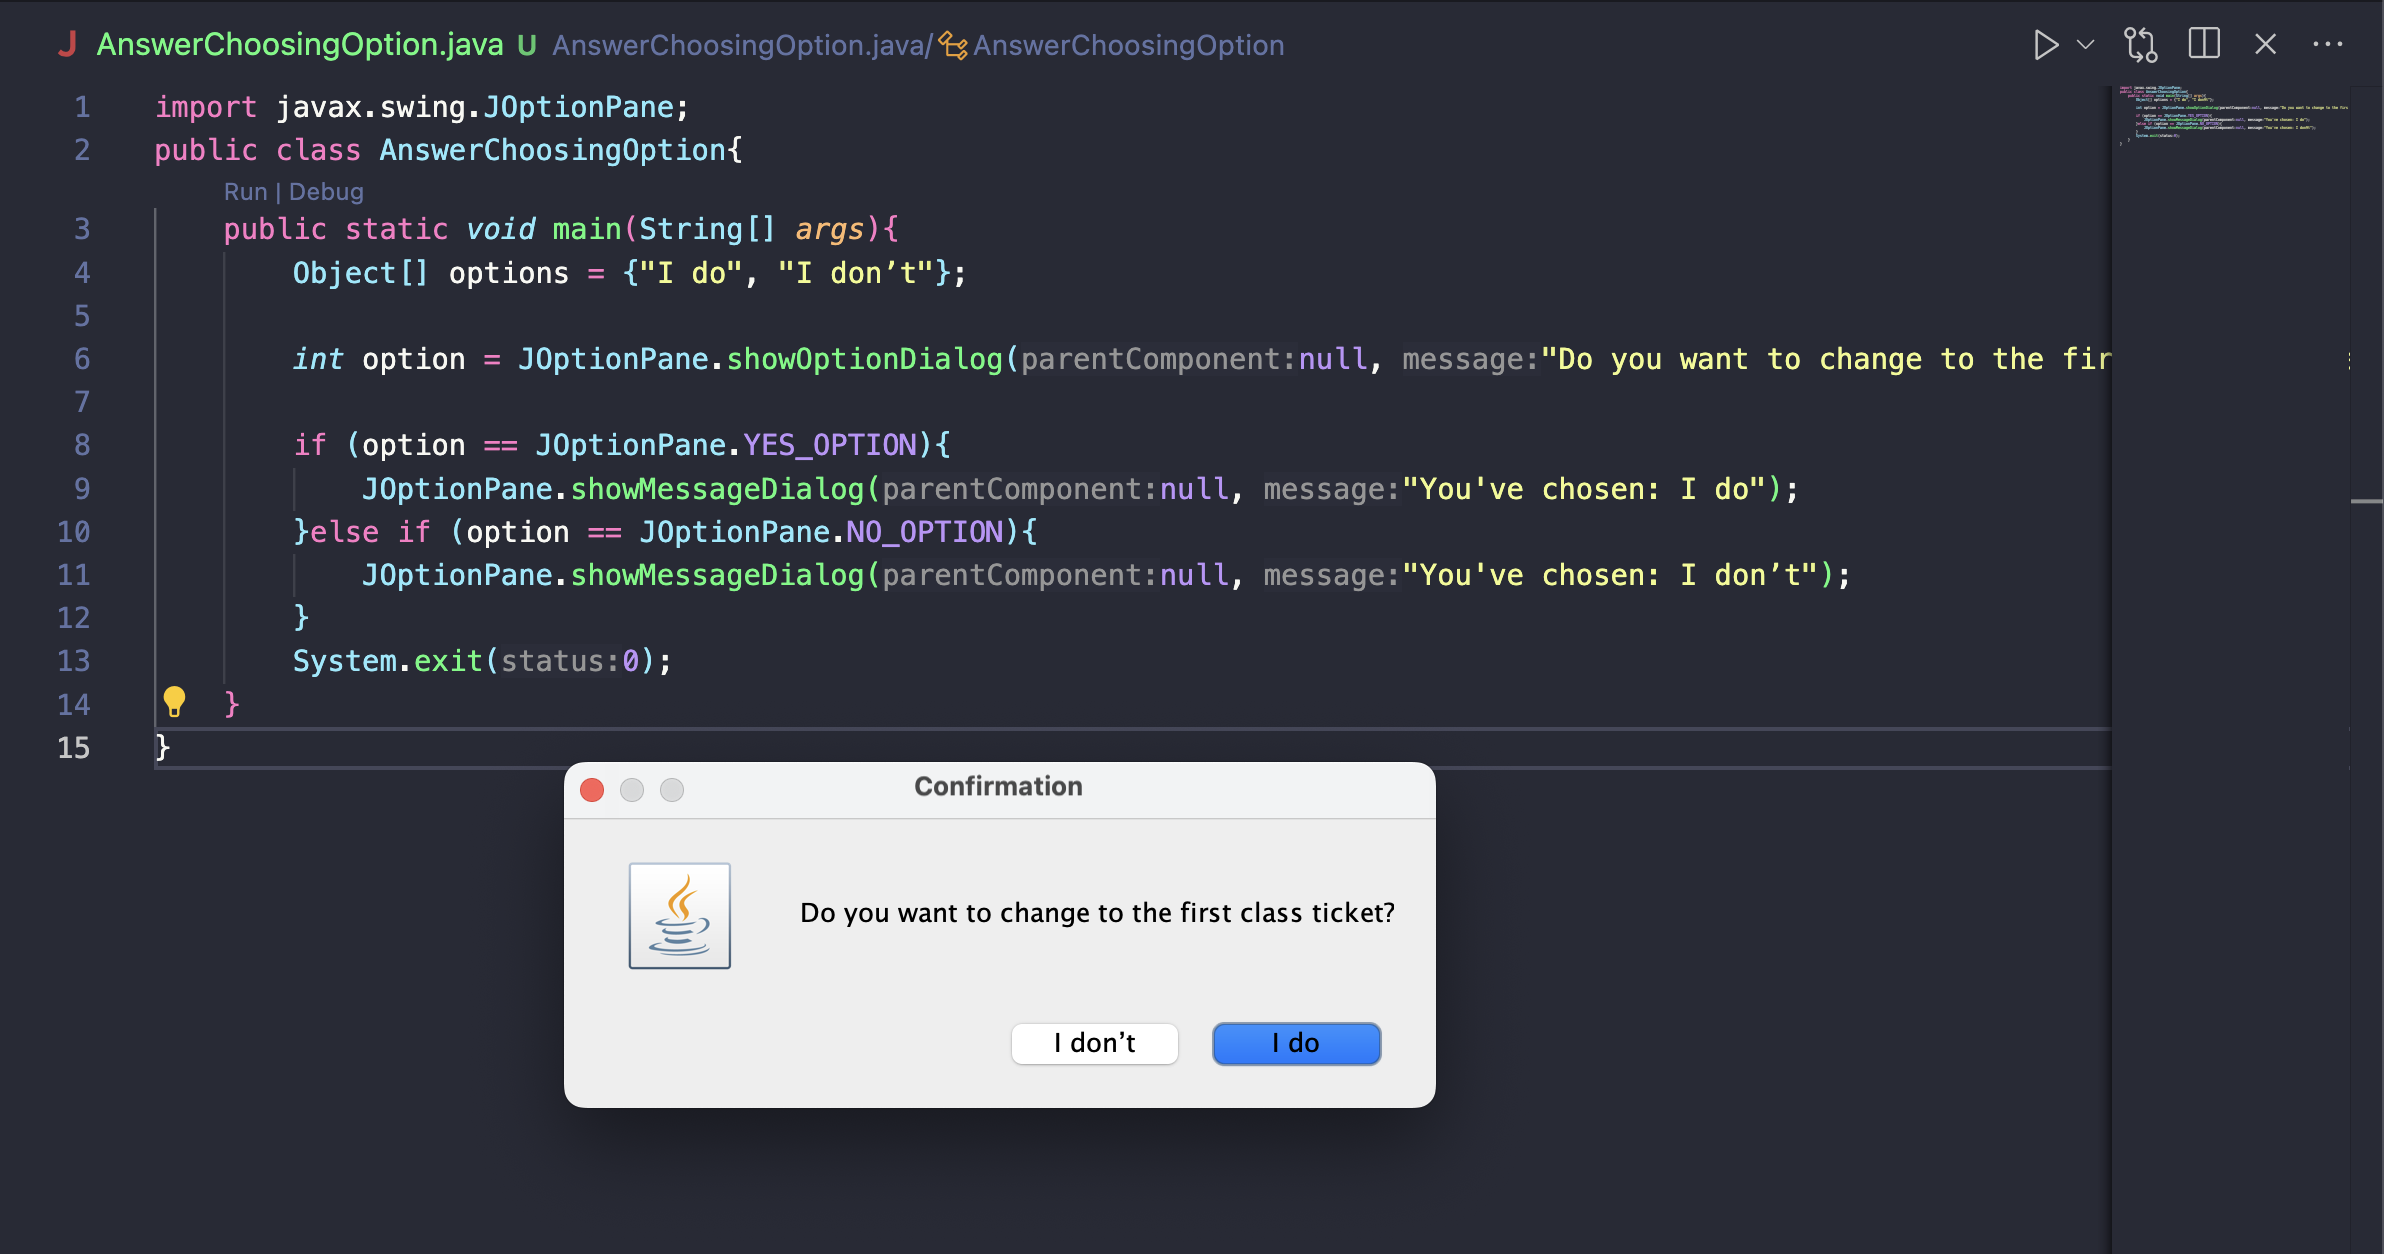 J AnswerChoosingOption.java U AnswerChoosingOption.java/ AnswerChoosingOption
1 import javax.swing.JOptionPane;
2 public class AnswerChoosingOption{
Run | Debug
3 public static void main(String[] args){
4 Object[] options = {"I do", "I don’t"};
5
6 int option = JOptionPane.showOptionDialog(parentComponent:null, message:"Do you want to change to the fir
7
8 if (option == JOptionPane.YES_OPTION){
9 JOptionPane.showMessageDialog(parentComponent:null, message:"You've chosen: I do");
10 }else if (option == JOptionPane.NO_OPTION){
11 JOptionPane.showMessageDialog(parentComponent:null, message:"You've chosen: I don’t");
12 }
13 System.exit(status:0);
14 }
15 }
Confirmation
Do you want to change to the first class ticket?
I don’t I do